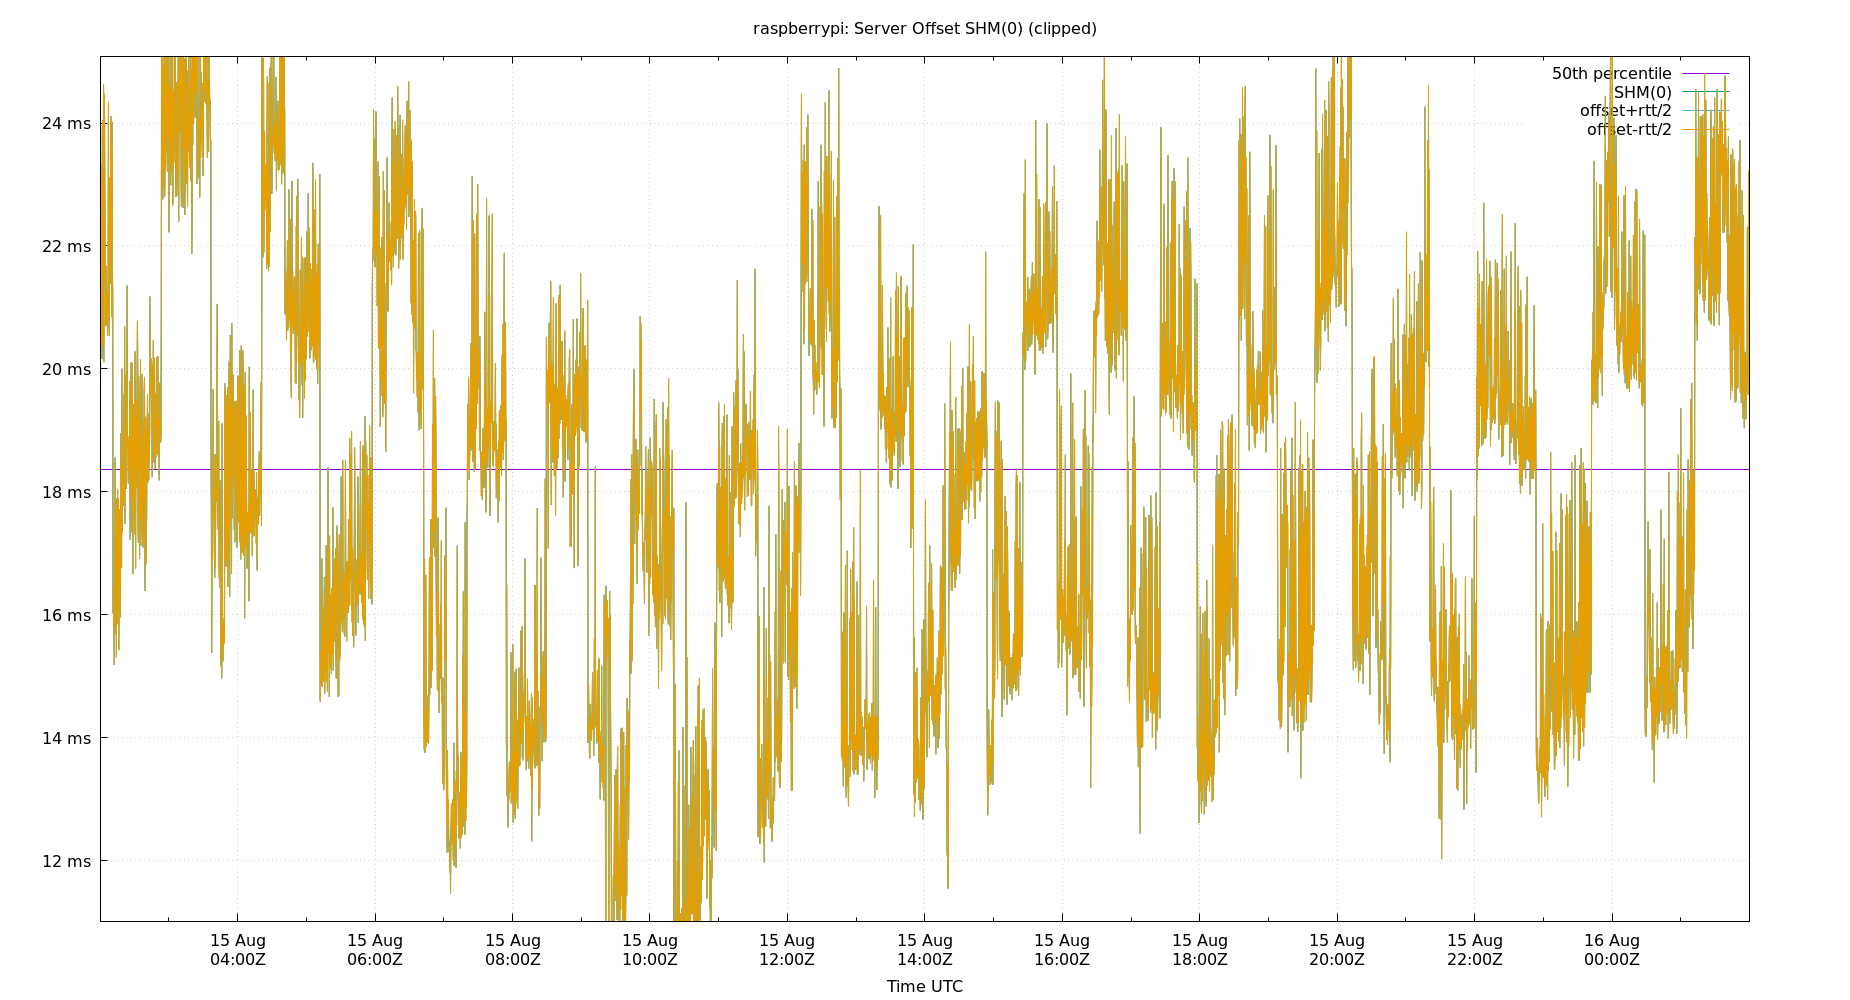 raspberrypi: Server Offset SHM(0) (clipped)
50th percentile
SHM(0)
offset+rtt/2
offset-rtt/2
24 ms
22 ms
20 ms
18 ms
16 ms
14 ms
12 ms
15 Aug 15 Aug 15 Aug 15 Aug 15 Aug 15 Aug 15 Aug 15 Aug 15 Aug 15 Aug 16 Aug
04:00Z 06:00Z 08:00Z 10:00Z 12:00Z 14:00Z 16:00Z 18:00Z 20:00Z 22:00Z 00:00Z
Time UTC